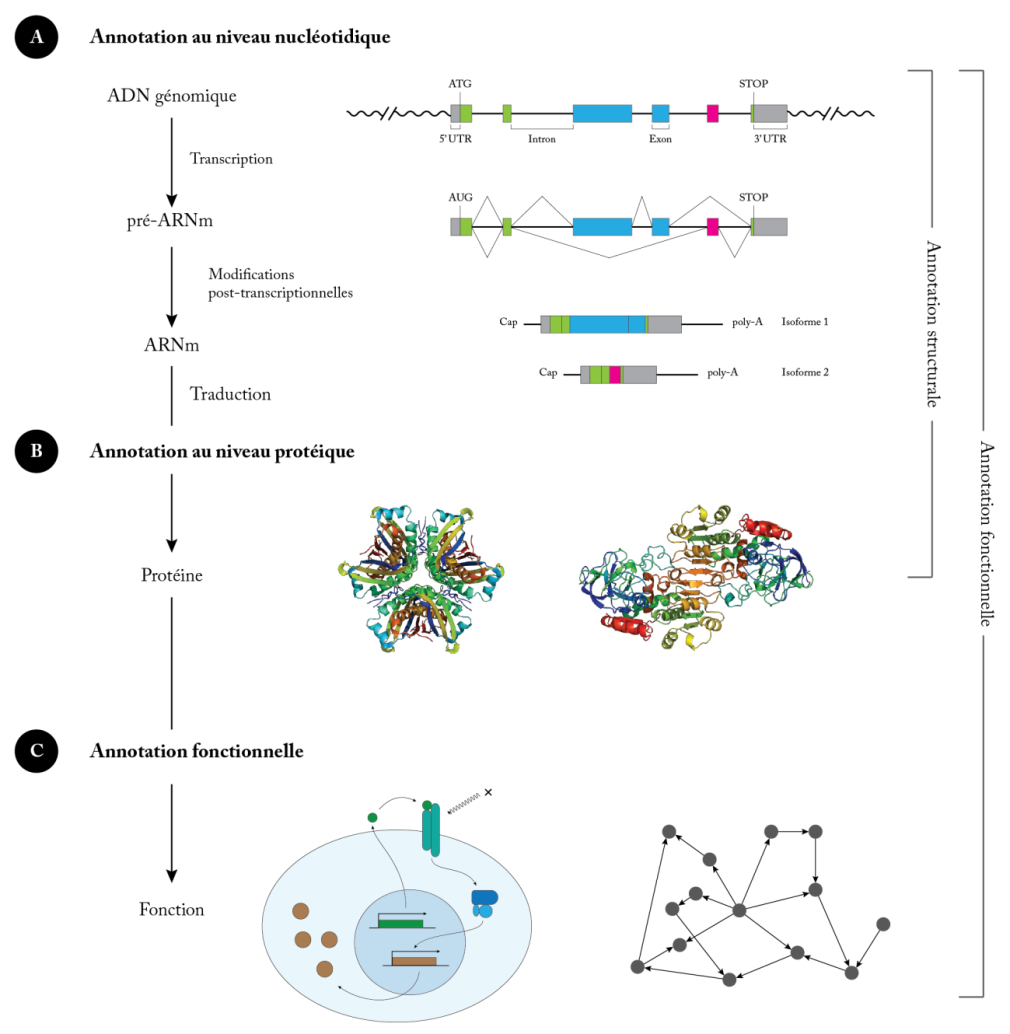 A
Annotation au niveau nucléotidique
ADN génomique
ATG
STOP
5' UTR
Intron
Exon
3' UTR
Transcription
pré-ARNm
AUG
STOP
Modifications
post-transcriptionnelles
ARNm
Cap
poly-A
Isoforme 1
Cap
poly-A
Isoforme 2
Traduction
Annotation structurale
B
Annotation au niveau protéique
Annotation fonctionnelle
Protéine
C
Annotation fonctionnelle
Fonction